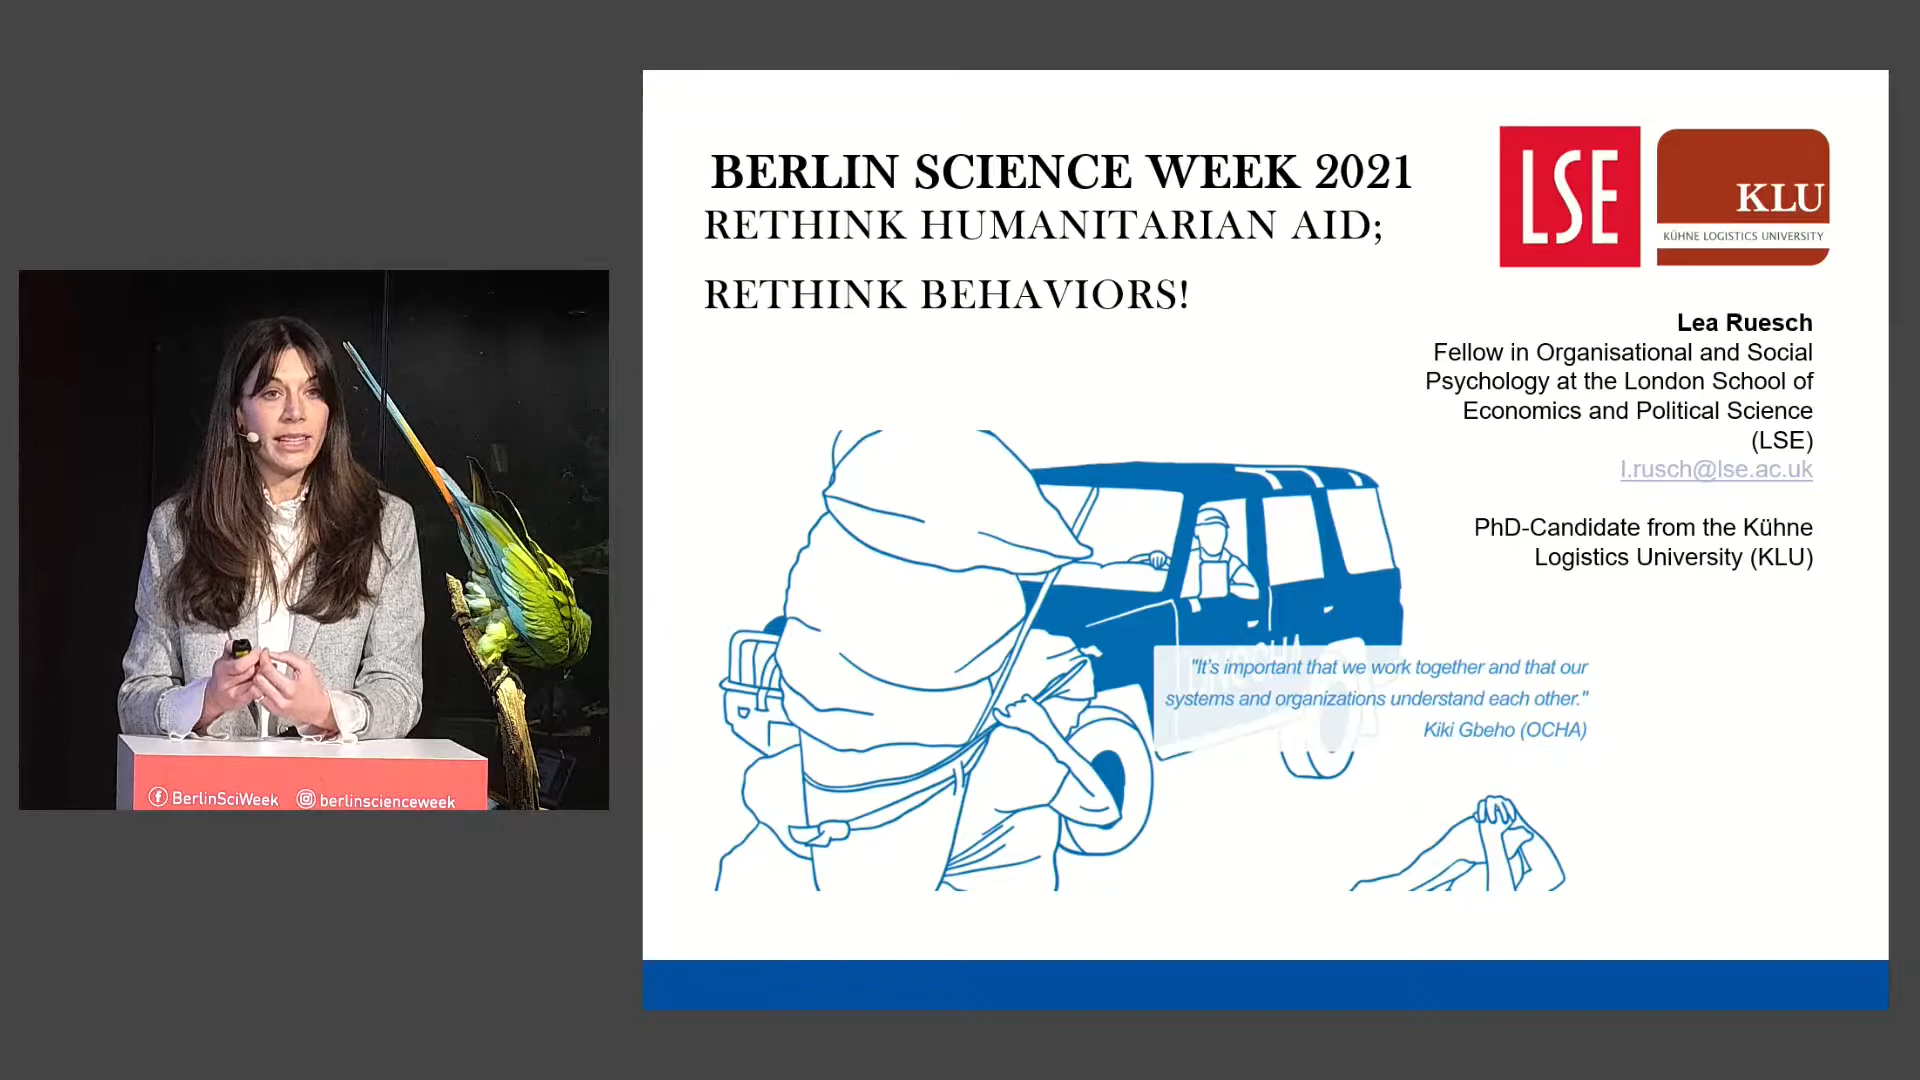 BERLIN SCIENCE WEEK 2021
RETHINK HUMANITARIAN AID;
RETHINK BEHAVIORS!
LSE
KLU
KÜHNE LOGISTICS UNIVERSITY
Lea Ruesch
Fellow in Organisational and Social
Psychology at the London School of
Economics and Political Science
(LSE)
l.rusch@lse.ac.uk
PhD-Candidate from the Kühne
Logistics University (KLU)
"It's important that we work together and that our
systems and organizations understand each other."
Kiki Gbeho (OCHA)
BerlinSciWeek berlinscienceweek